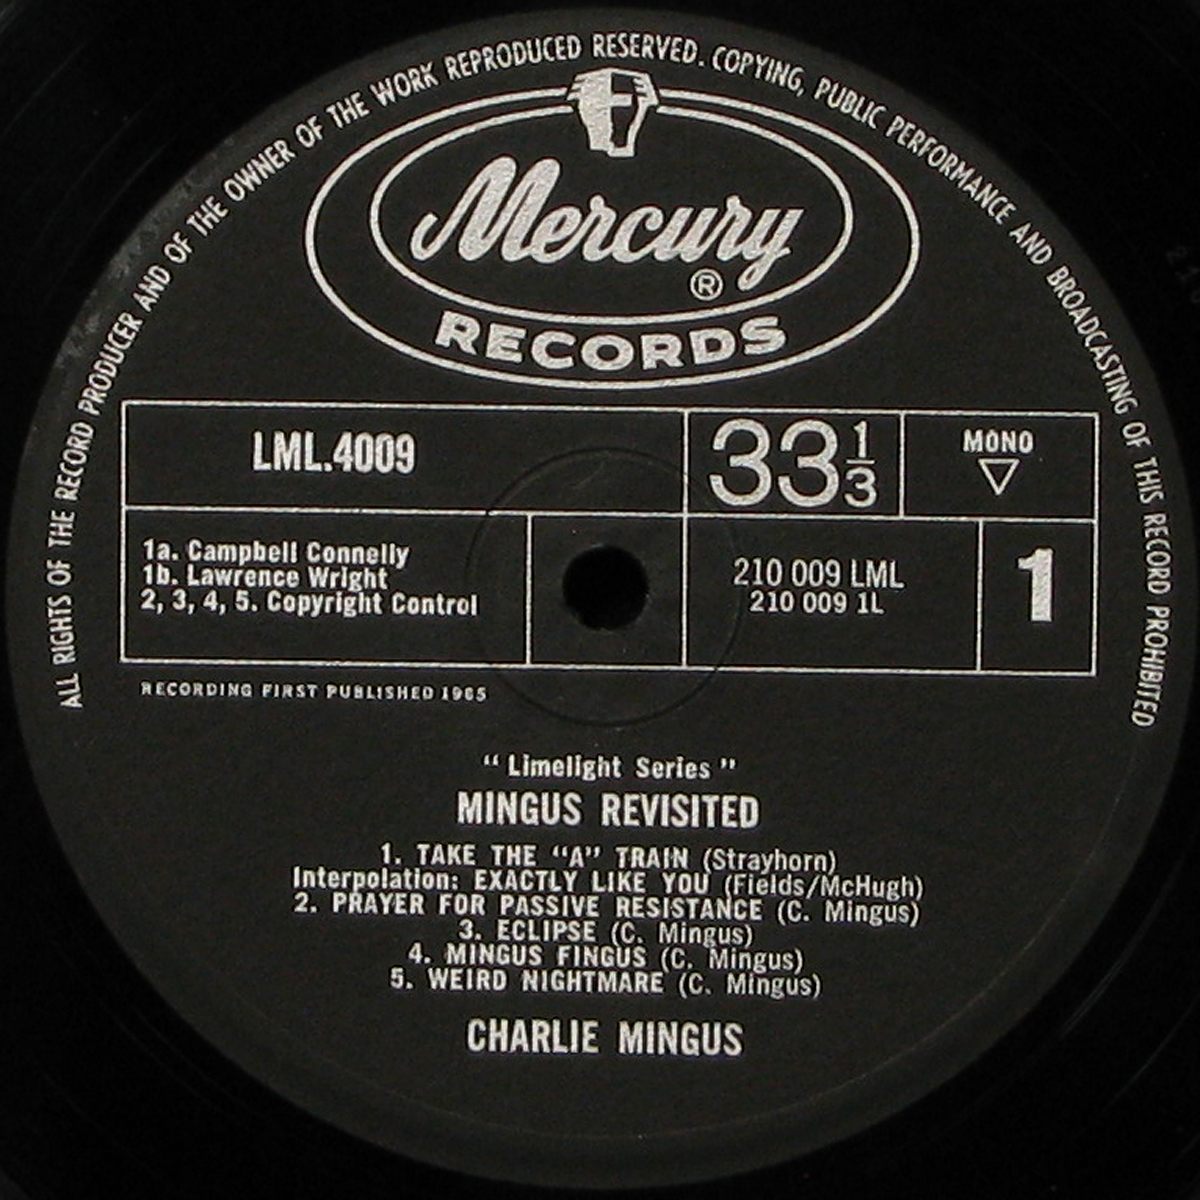 ALL RIGHTS OF THE RECORD PRODUCER AND OF THE OWNER OF THE WORK REPRODUCED RESERVED. COPYING, PUBLIC PERFORMANCE AND BROADCASTING OF THIS RECORD PROHIBITED
Mercury
®
RECORDS
LML.4009
33 1/3
MONO
1a. Campbell Connelly
1b. Lawrence Wright
2, 3, 4, 5. Copyright Control
210 009 LML
210 009 1L
1
RECORDING FIRST PUBLISHED 1965
“Limelight Series”
MINGUS REVISITED
1. TAKE THE “A” TRAIN (Strayhorn)
Interpolation: EXACTLY LIKE YOU (Fields/McHugh)
2. PRAYER FOR PASSIVE RESISTANCE (C. Mingus)
3. ECLIPSE (C. Mingus)
4. MINGUS FINGUS (C. Mingus)
5. WEIRD NIGHTMARE (C. Mingus)
CHARLIE MINGUS